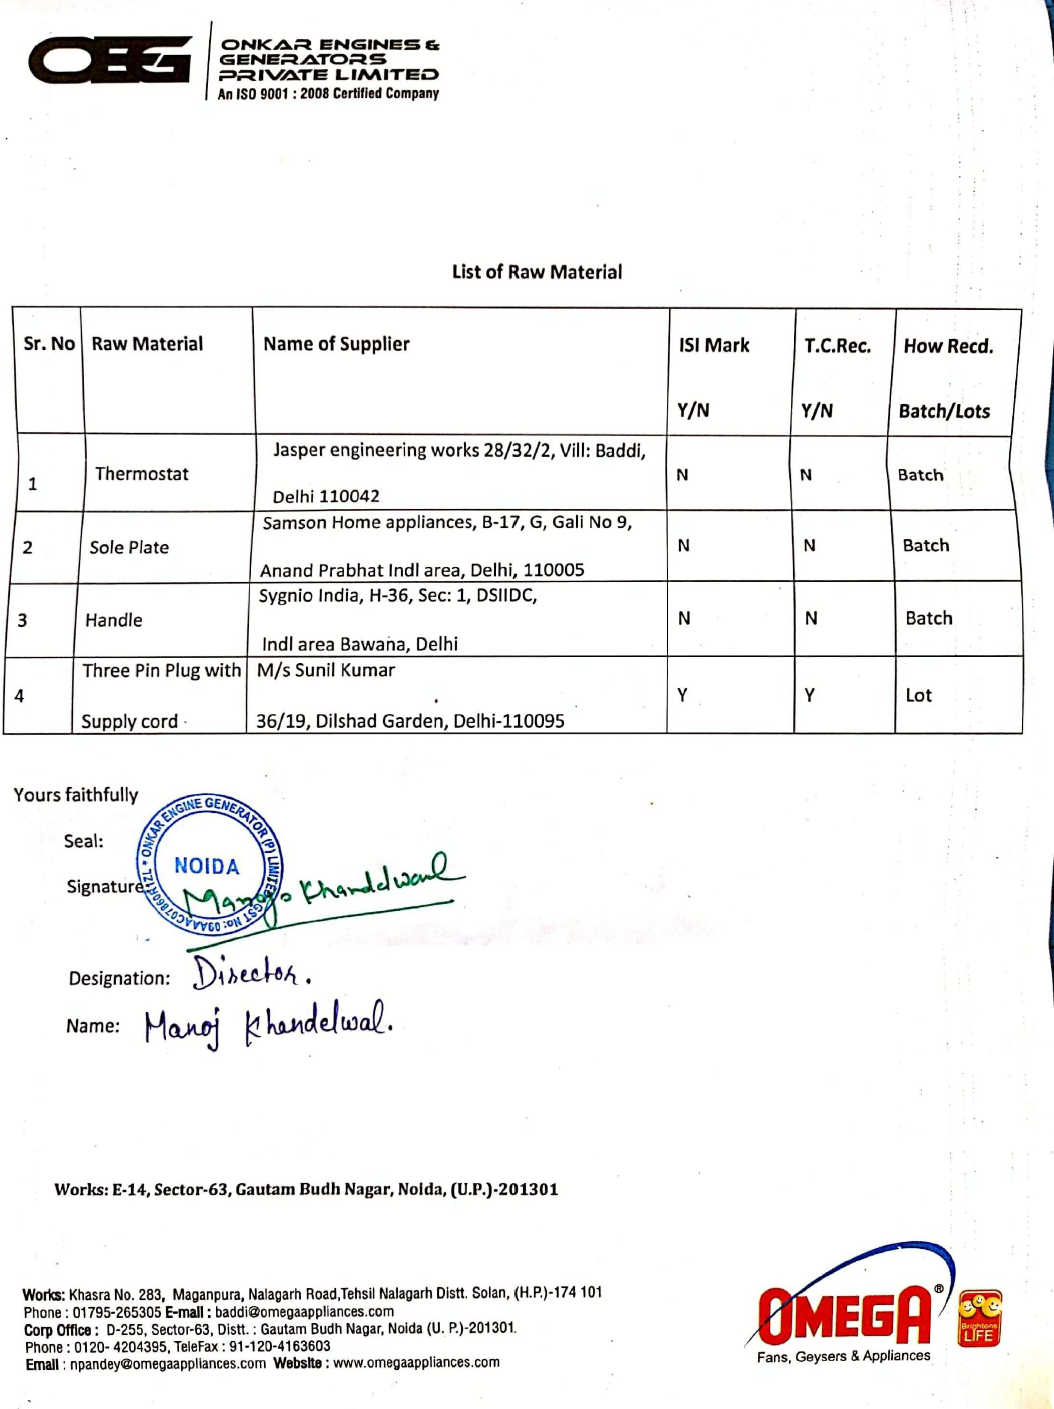 OEG
ONKAR ENGINES &
GENERATORS
PRIVATE LIMITED
An ISO 9001 : 2008 Certified Company
List of Raw Material
Sr. No Raw Material Name of Supplier ISI Mark T.C.Rec. How Recd.
Y/N Y/N Batch/Lots
1 Thermostat Jasper engineering works 28/32/2, Vill: Baddi, N N Batch
Delhi 110042
2 Sole Plate Samson Home appliances, B-17, G, Gali No 9, N N Batch
Anand Prabhat Indl area, Delhi, 110005
3 Handle Sygnio India, H-36, Sec: 1, DSIIDC, N N Batch
Indl area Bawana, Delhi
4 Three Pin Plug with M/s Sunil Kumar Y Y Lot
Supply cord 36/19, Dilshad Garden, Delhi-110095
Yours faithfully
Seal:
ONKAR ENGINE GENERATOR (P) LIMITED
NOIDA
Signature Manoj Khandelwal
Designation: Director.
Name: Manoj Khandelwal.
Works: E-14, Sector-63, Gautam Budh Nagar, Noida, (U.P.)-201301
Works: Khasra No. 283, Maganpura, Nalagarh Road,Tehsil Nalagarh Distt. Solan, (H.P.)-174 101
Phone : 01795-265305 E-mail : baddi@omegaappliances.com
Corp Office : D-255, Sector-63, Distt. : Gautam Budh Nagar, Noida (U. P.)-201301.
Phone : 0120- 4204395, TeleFax : 91-120-4163603
Email : npandey@omegaappliances.com Website : www.omegaappliances.com
OMEGA®
Fans, Geysers & Appliances
Brightens
LIFE